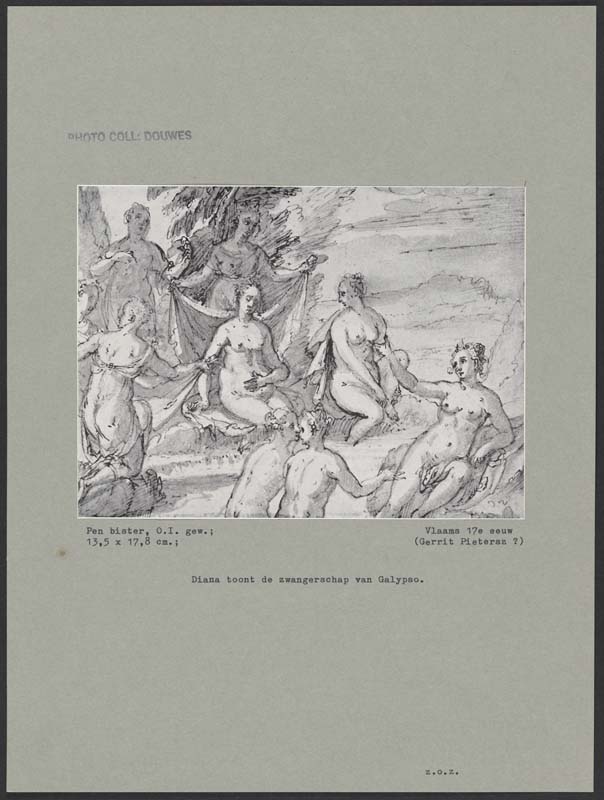 PHOTO COLL: DOUWES
Pen bister, O.I. gew.;
13,5 x 17,8 cm.;
Vlaams 17e eeuw
(Gerrit Pietersz ?)
Diana toont de zwangerschap van Galypso.
z.o.z.